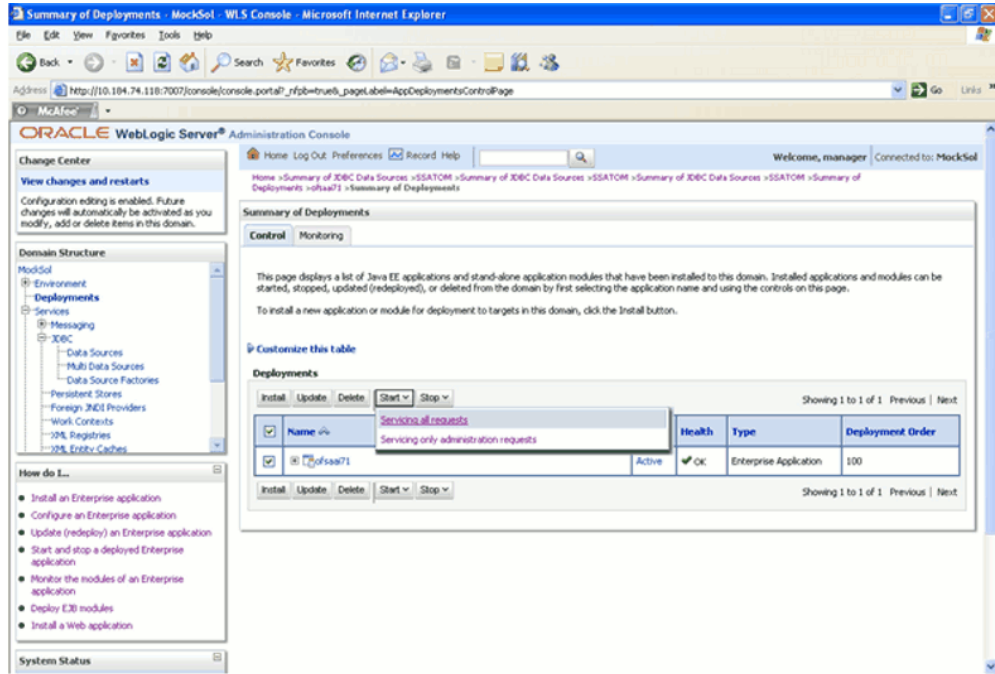 Summary of Deployments - MockSol - WLS Console - Microsoft Internet Explorer
File Edit View Favorites Tools Help
Back Search Favorites
Address http://10.184.74.118:7007/console/console.portal?_nfpb=true&_pageLabel=AppDeploymentsControlPage Go Links »
McAfee
ORACLE WebLogic Server® Administration Console
Change Center
View changes and restarts
Configuration editing is enabled. Future
changes will automatically be activated as you
modify, add or delete items in this domain.
Domain Structure
MockSol
Environment
Deployments
Services
Messaging
JDBC
Data Sources
Multi Data Sources
Data Source Factories
Persistent Stores
Foreign JNDI Providers
Work Contexts
XML Registries
XML Entity Caches
How do I...
Install an Enterprise application
Configure an Enterprise application
Update (redeploy) an Enterprise application
Start and stop a deployed Enterprise
application
Monitor the modules of an Enterprise
application
Deploy EJB modules
Install a Web application
System Status
Home Log Out Preferences Record Help
Welcome, manager Connected to: MockSol
Home >Summary of JDBC Data Sources >SSATOM >Summary of JDBC Data Sources >SSATOM >Summary of JDBC Data Sources >SSATOM >Summary of
Deployments >ofsaai71 >Summary of Deployments
Summary of Deployments
Control Monitoring
This page displays a list of Java EE applications and stand-alone application modules that have been installed to this domain. Installed applications and modules can be
started, stopped, updated (redeployed), or deleted from the domain by first selecting the application name and using the controls on this page.
To install a new application or module for deployment to targets in this domain, click the Install button.
Customize this table
Deployments
Install Update Delete Start Stop Showing 1 to 1 of 1 Previous | Next
Servicing all requests
Servicing only administration requests
Name Health Type Deployment Order
ofsaai71 Active OK Enterprise Application 100
Install Update Delete Start Stop Showing 1 to 1 of 1 Previous | Next